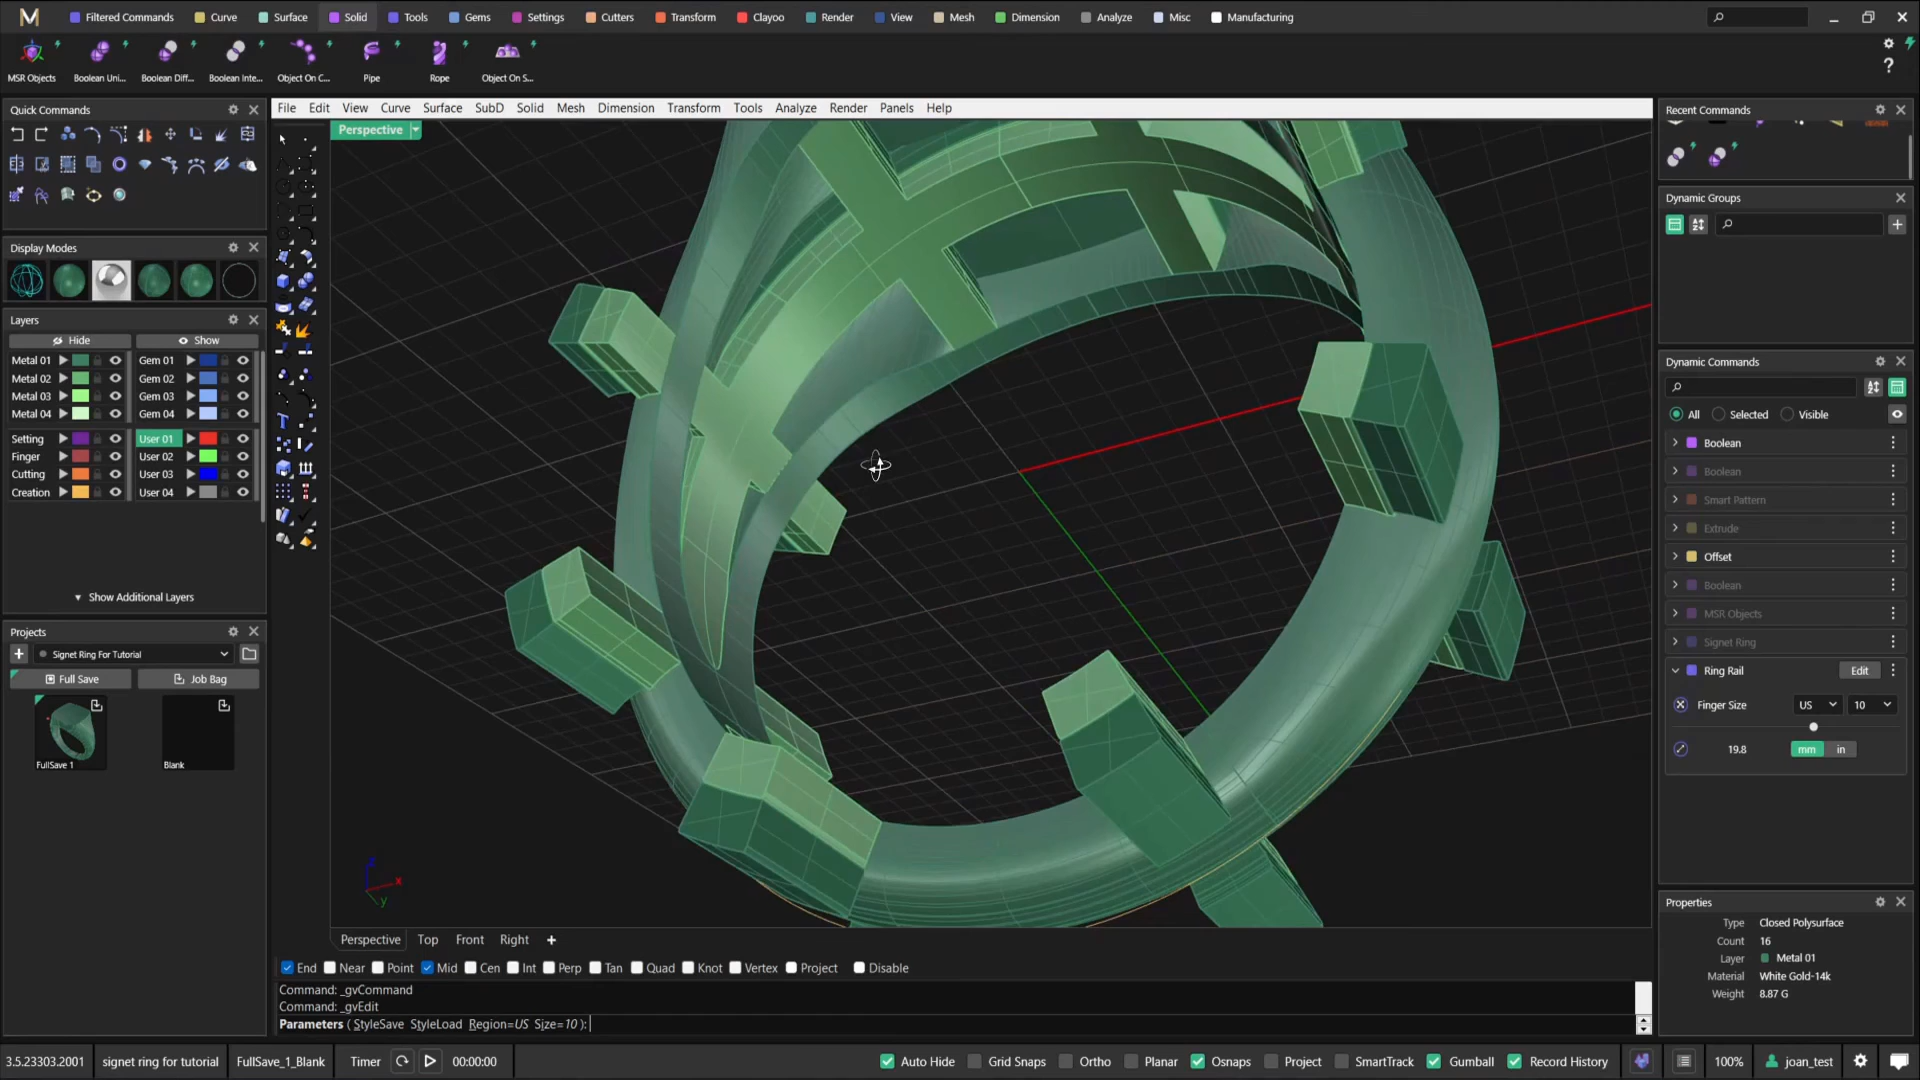 Filtered Commands Curve Surface Solid Tools Gems Settings Cutters Transform Clayoo Render View Mesh Dimension Analyze Misc Manufacturing
MSR Objects Boolean Uni... Boolean Diff... Boolean Inte... Object On C... Pipe Rope Object On S...
?
Quick Commands
File Edit View Curve Surface SubD Solid Mesh Dimension Transform Tools Analyze Render Panels Help
Perspective
Display Modes
Layers
Hide Show
Metal 01 Gem 01
Metal 02 Gem 02
Metal 03 Gem 03
Metal 04 Gem 04
Setting User 01
Finger User 02
Cutting User 03
Creation User 04
Show Additional Layers
Projects
Signet Ring For Tutorial
Full Save Job Bag
FullSave 1 Blank
z
x
y
Perspective Top Front Right
End Near Point Mid Cen Int Perp Tan Quad Knot Vertex Project Disable
Command: _gvCommand
Command: _gvEdit
Parameters ( StyleSave StyleLoad Region=US Size=10 ):
Recent Commands
Dynamic Groups
Dynamic Commands
All Selected Visible
Boolean
Boolean
Smart Pattern
Extrude
Offset
Boolean
MSR Objects
Signet Ring
Ring Rail Edit
Finger Size US 10
19.8 mm in
Properties
Type Closed Polysurface
Count 16
Layer Metal 01
Material White Gold-14k
Weight 8.87 G
3.5.23303.2001 signet ring for tutorial FullSave_1_Blank Timer 00:00:00 Auto Hide Grid Snaps Ortho Planar Osnaps Project SmartTrack Gumball Record History 100% joan_test